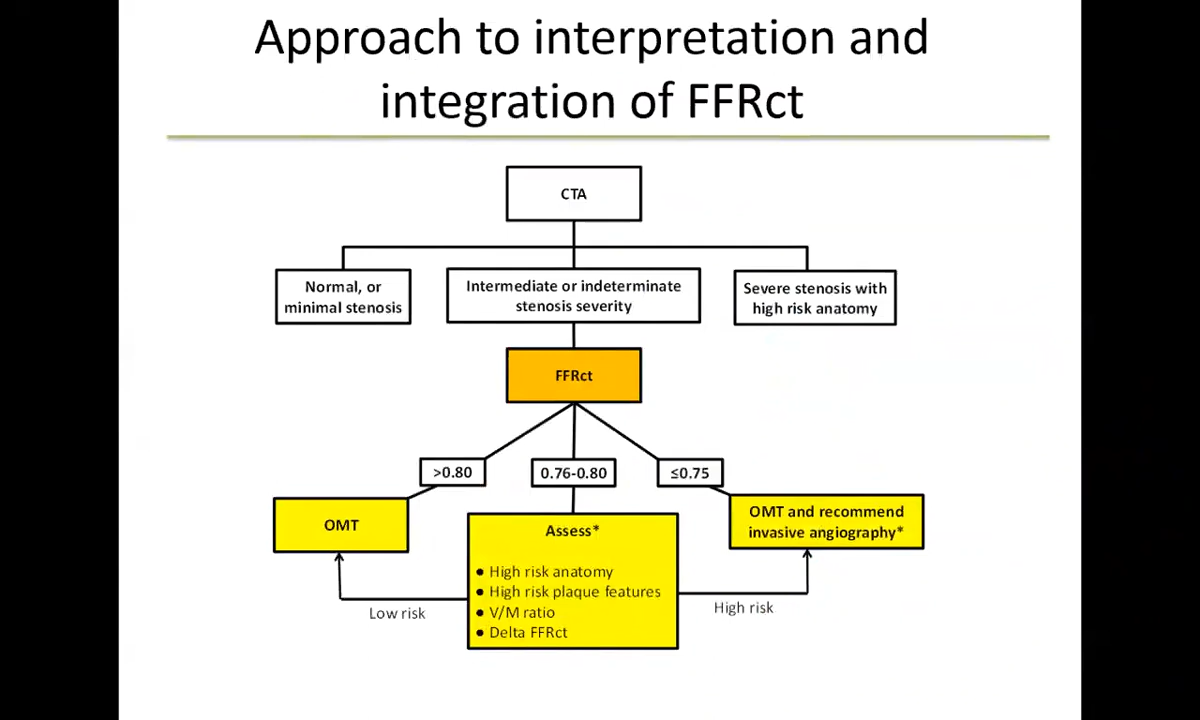 Approach to interpretation and
integration of FFRct
CTA
Normal, or
minimal stenosis
Intermediate or indeterminate
stenosis severity
Severe stenosis with
high risk anatomy
FFRct
>0.80
0.76-0.80
≤0.75
OMT
Assess*
● High risk anatomy
● High risk plaque features
● V/M ratio
● Delta FFRct
OMT and recommend
invasive angiography*
Low risk
High risk